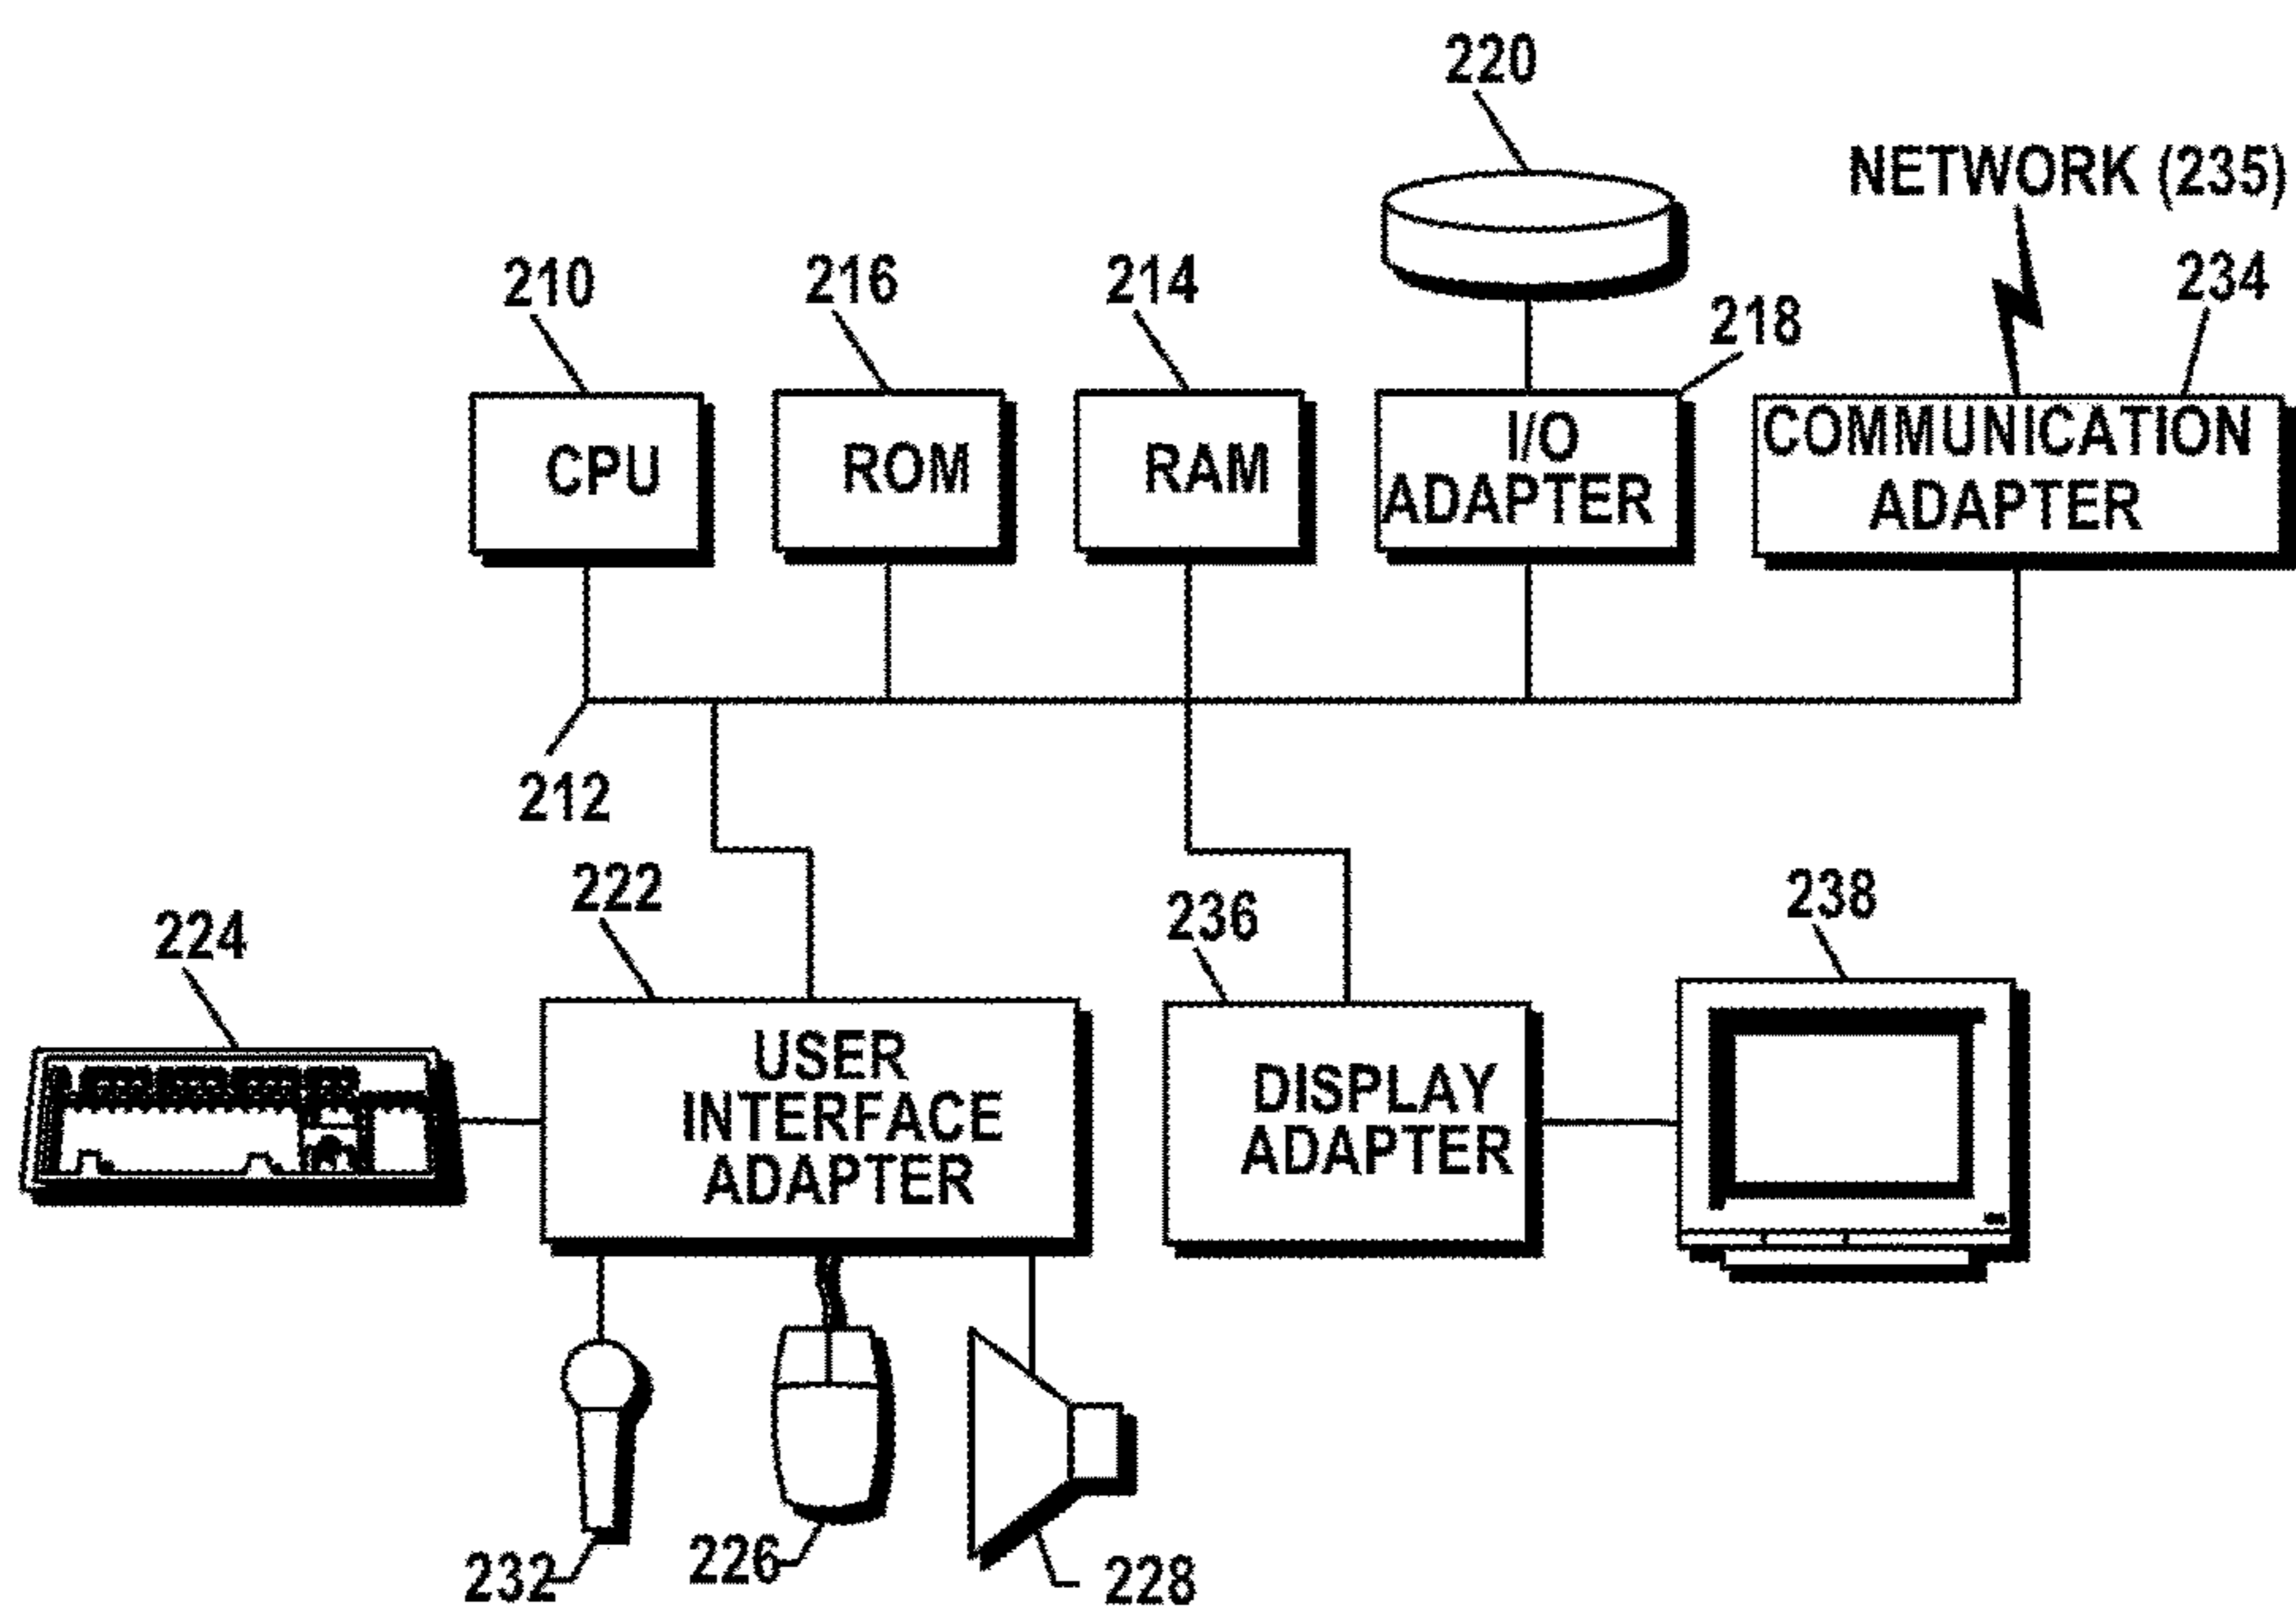 220
NETWORK (235)
210
216
214
218
234
CPU
ROM
RAM
I/O
ADAPTER
COMMUNICATION
ADAPTER
212
222
224
236
238
USER
INTERFACE
ADAPTER
DISPLAY
ADAPTER
232
226
228